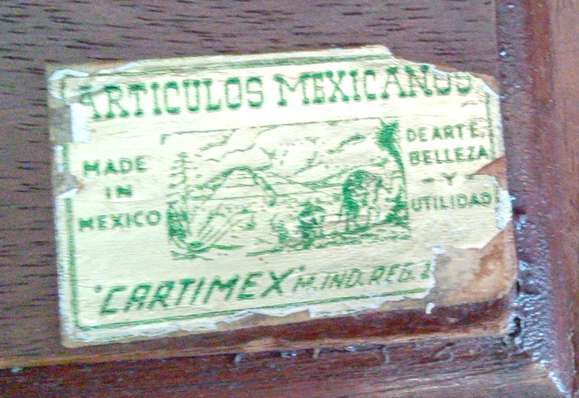 ARTICULOS MEXICANOS
MADE
IN
MEXICO
DE ARTE,
BELLEZA
- Y
UTILIDAD
"CARTIMEX" M. IND. REG.